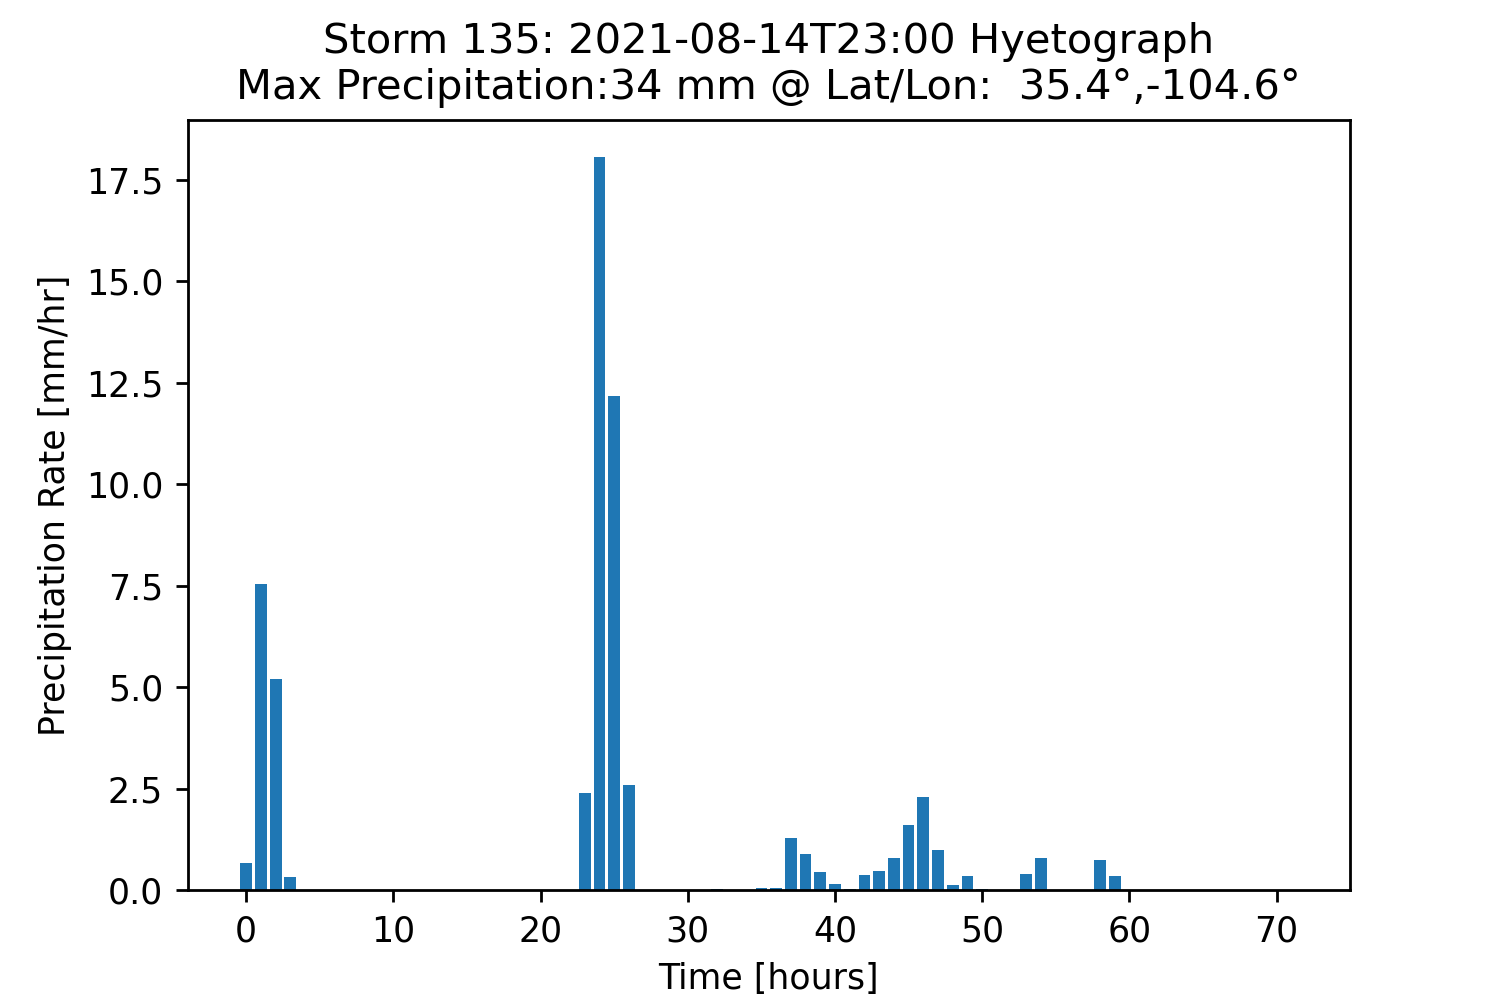 Storm 135: 2021-08-14T23:00 Hyetograph
Max Precipitation:34 mm @ Lat/Lon:  35.4°,-104.6°
Precipitation Rate [mm/hr]
17.5
15.0
12.5
10.0
7.5
5.0
2.5
0.0
0 10 20 30 40 50 60 70
Time [hours]